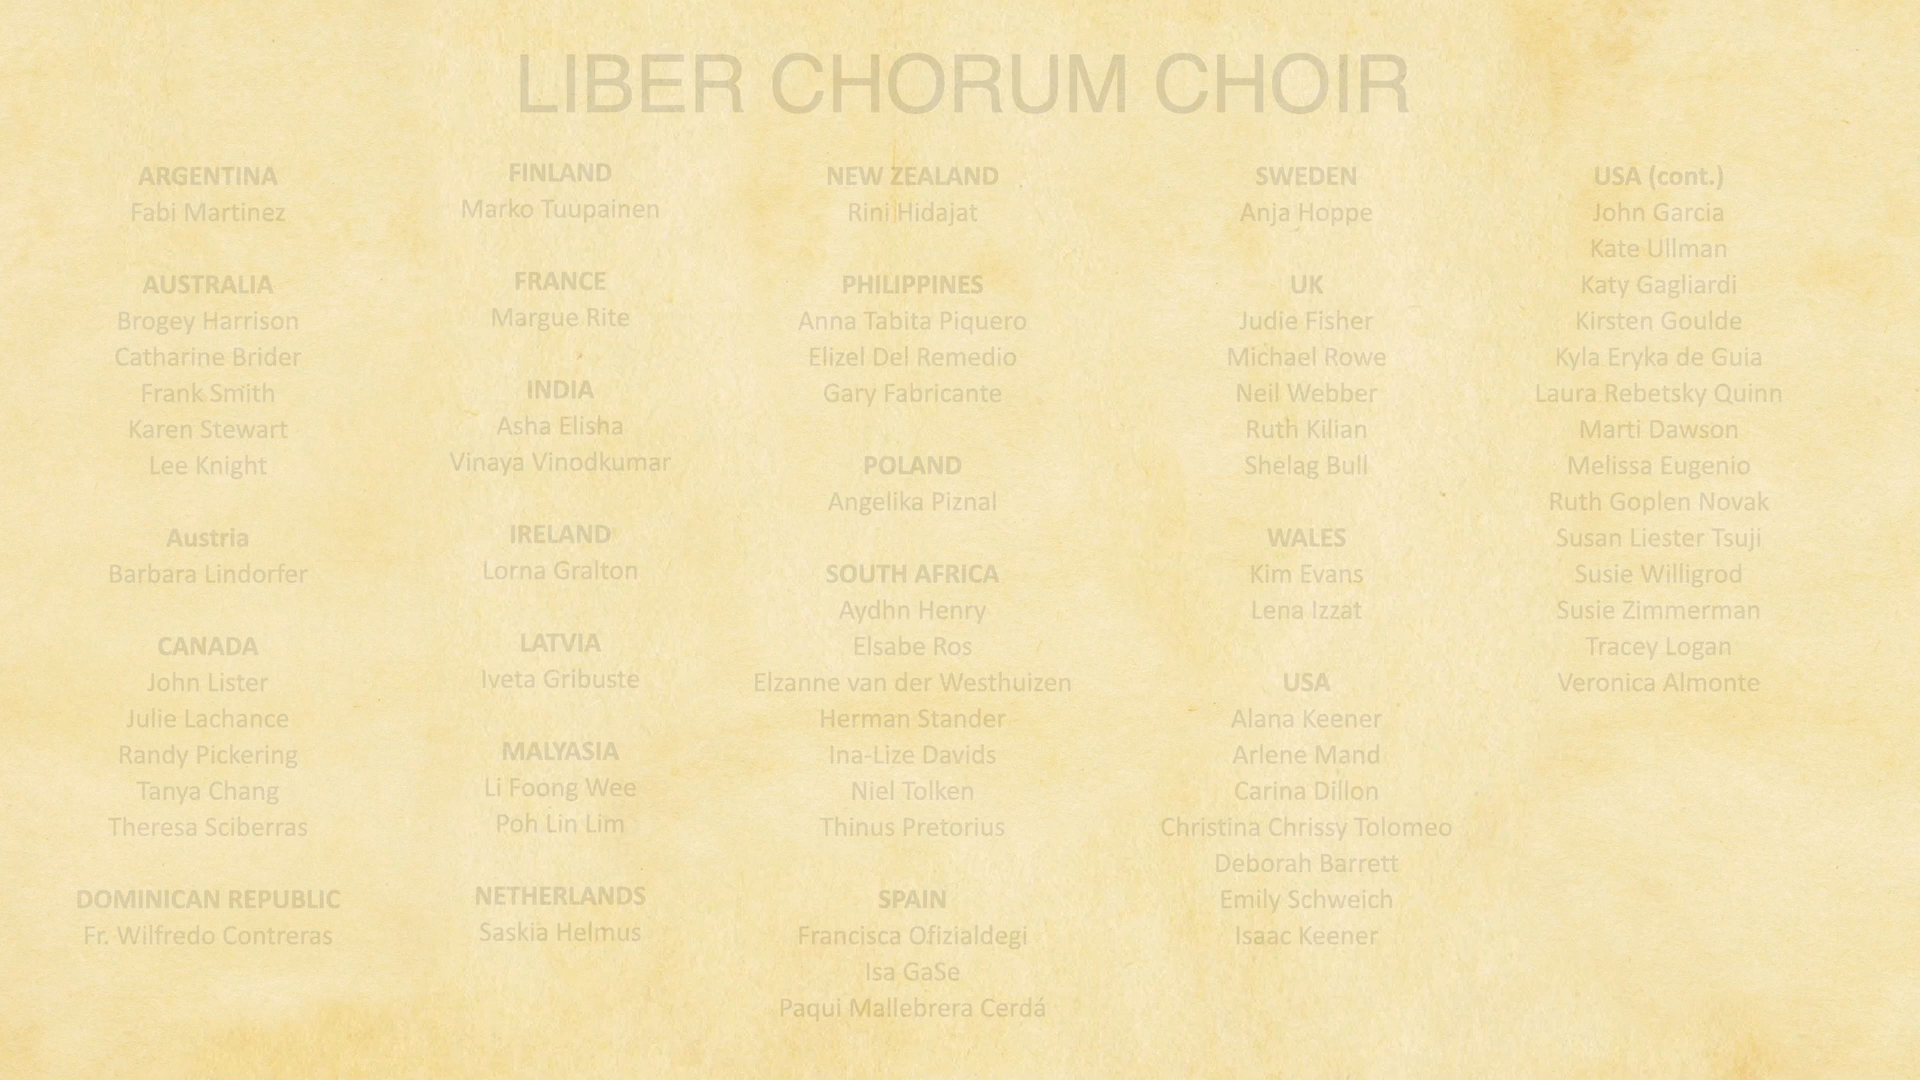 LIBER CHORUM CHOIR
ARGENTINA
Fabi Martinez
AUSTRALIA
Brogey Harrison
Catharine Brider
Frank Smith
Karen Stewart
Lee Knight
Austria
Barbara Lindorfer
CANADA
John Lister
Julie Lachance
Randy Pickering
Tanya Chang
Theresa Sciberras
DOMINICAN REPUBLIC
Fr. Wilfredo Contreras
FINLAND
Marko Tuupainen
FRANCE
Margue Rite
INDIA
Asha Elisha
Vinaya Vinodkumar
IRELAND
Lorna Gralton
LATVIA
Iveta Gribuste
MALYASIA
Li Foong Wee
Poh Lin Lim
NETHERLANDS
Saskia Helmus
NEW ZEALAND
Rini Hidajat
PHILIPPINES
Anna Tabita Piquero
Elizel Del Remedio
Gary Fabricante
POLAND
Angelika Piznal
SOUTH AFRICA
Aydhn Henry
Elsabe Ros
Elzanne van der Westhuizen
Herman Stander
Ina-Lize Davids
Niel Tolken
Thinus Pretorius
SPAIN
Francisca Ofizialdegi
Isa GaSe
Paqui Mallebrera Cerdá
SWEDEN
Anja Hoppe
UK
Judie Fisher
Michael Rowe
Neil Webber
Ruth Kilian
Shelag Bull
WALES
Kim Evans
Lena Izzat
USA
Alana Keener
Arlene Mand
Carina Dillon
Christina Chrissy Tolomeo
Deborah Barrett
Emily Schweich
Isaac Keener
USA (cont.)
John Garcia
Kate Ullman
Katy Gagliardi
Kirsten Goulde
Kyla Eryka de Guia
Laura Rebetsky Quinn
Marti Dawson
Melissa Eugenio
Ruth Goplen Novak
Susan Liester Tsuji
Susie Willigrod
Susie Zimmerman
Tracey Logan
Veronica Almonte